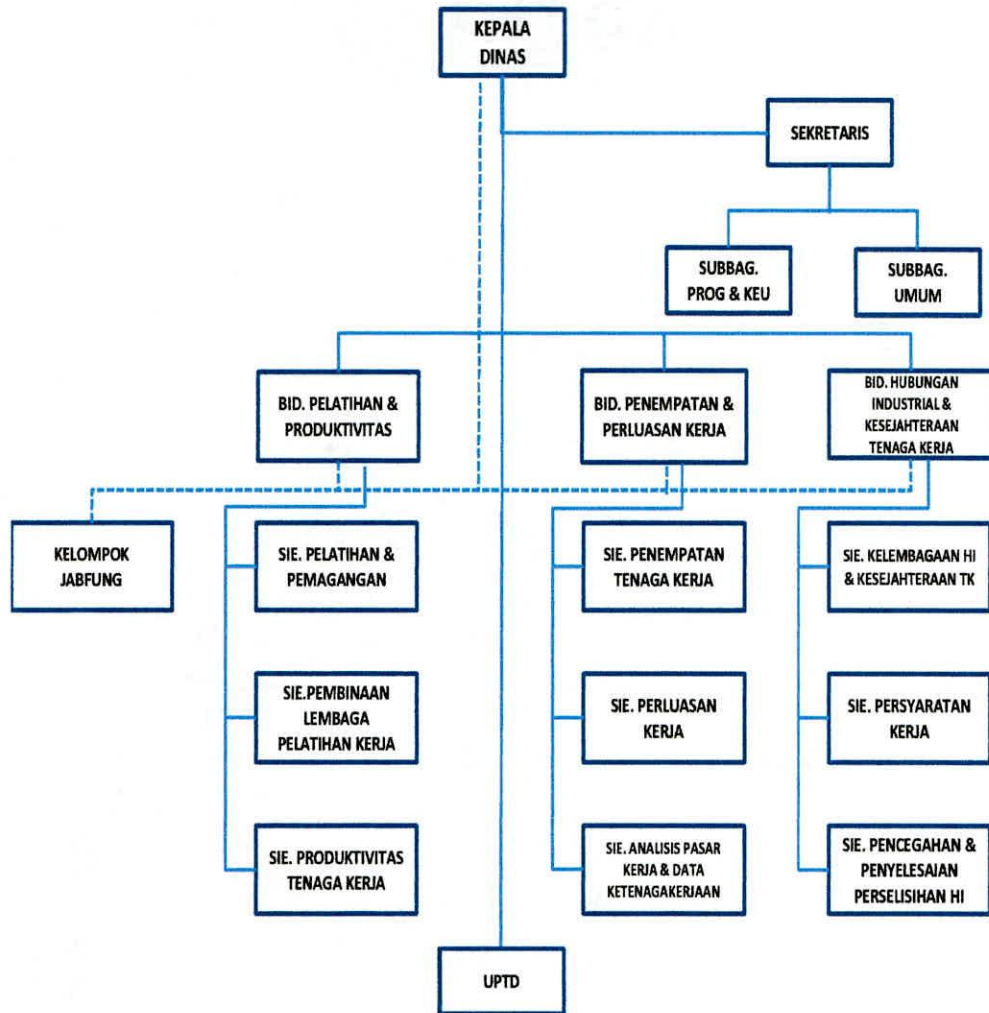 KEPALA
DINAS
SEKRETARIS
SUBBAG.
PROG & KEU
SUBBAG.
UMUM
BID. PELATIHAN &
PRODUKTIVITAS
BID. PENEMPATAN &
PERLUASAN KERJA
BID. HUBUNGAN
INDUSTRIAL &
KESEJAHTERAAN
TENAGA KERJA
KELOMPOK
JABFUNG
SIE. PELATIHAN &
PEMAGANGAN
SIE. PENEMPATAN
TENAGA KERJA
SIE. KELEMBAGAAN HI
& KESEJAHTERAAN TK
SIE.PEMBINAAN
LEMBAGA
PELATIHAN KERJA
SIE. PERLUASAN
KERJA
SIE. PERSYARATAN
KERJA
SIE. PRODUKTIVITAS
TENAGA KERJA
SIE. ANALISIS PASAR
KERJA & DATA
KETENAGAKERJAAN
SIE. PENCEGAHAN &
PENYELESAIAN
PERSELISIHAN HI
UPTD